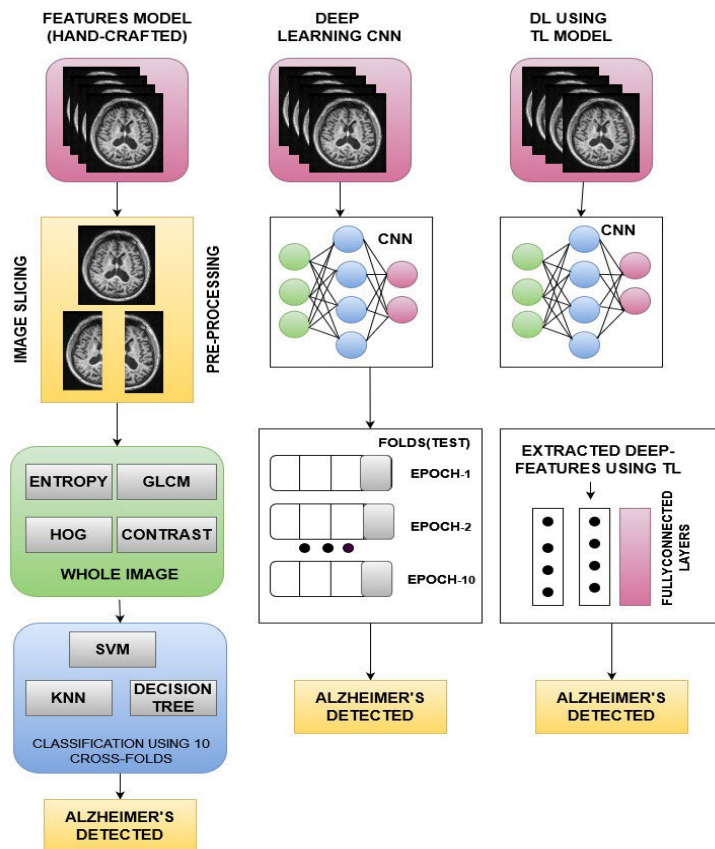 FEATURES MODEL
(HAND-CRAFTED)
DEEP
LEARNING CNN
DL USING
TL MODEL
IMAGE SLICING
PRE-PROCESSING
CNN
CNN
ENTROPY
GLCM
HOG
CONTRAST
WHOLE IMAGE
FOLDS(TEST)
EPOCH-1
EPOCH-2
EPOCH-10
EXTRACTED DEEP-
FEATURES USING TL
FULLYCONNECTED
LAYERS
SVM
KNN
DECISION
TREE
CLASSIFICATION USING 10
CROSS-FOLDS
ALZHEIMER'S
DETECTED
ALZHEIMER'S
DETECTED
ALZHEIMER'S
DETECTED